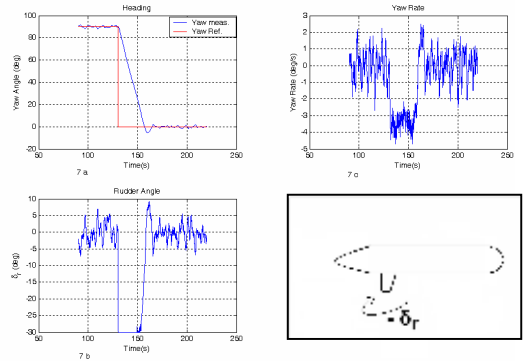 Heading
100
80
60
40
20
0
-20
Yaw Angle (deg)
Yaw meas.
Yaw Ref.
50
100
150
200
250
Time(s)
7 a
Yaw Rate
3
2
1
0
-1
-2
-3
-4
-5
Yaw Rate (deg/s)
50
100
150
200
250
Time(s)
7 c
Rudder Angle
10
5
0
-5
-10
-15
-20
-25
-30
δr (deg)
50
100
150
200
250
Time(s)
7 b
- δr